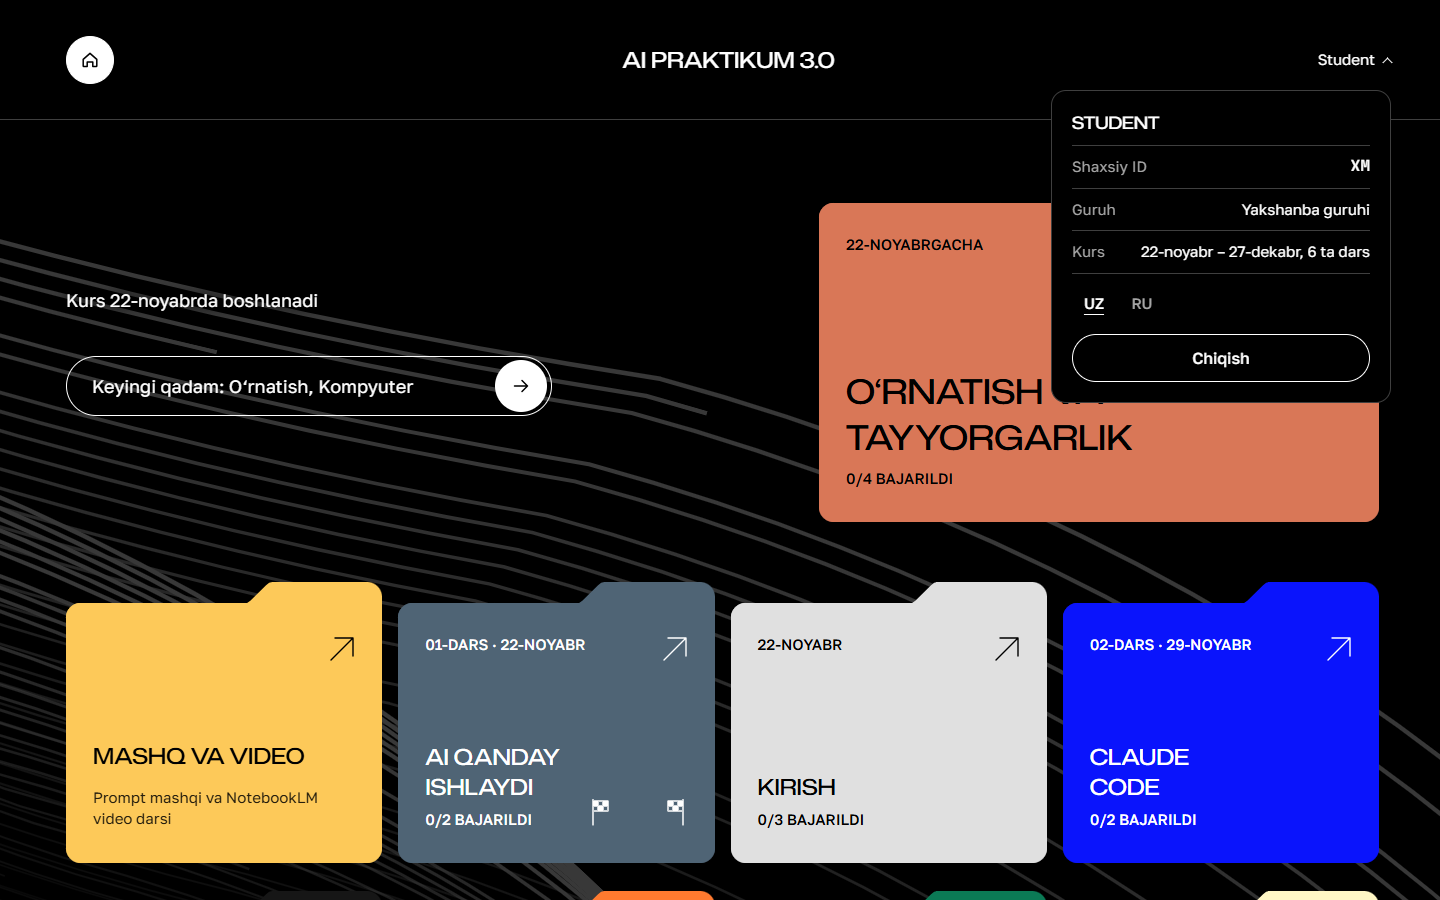 AI PRAKTIKUM 3.0
Student
STUDENT
Shaxsiy ID
XM
Guruh
Yakshanba guruhi
Kurs
22-noyabr – 27-dekabr, 6 ta dars
UZ
RU
Chiqish
Kurs 22-noyabrda boshlanadi
Keyingi qadam: O‘rnatish, Kompyuter
22-NOYABRGACHA
O‘RNATISH
TAYYORGARLIK
0/4 BAJARILDI
MASHQ VA VIDEO
Prompt mashqi va NotebookLM
video darsi
01-DARS · 22-NOYABR
AI QANDAY
ISHLAYDI
0/2 BAJARILDI
22-NOYABR
KIRISH
0/3 BAJARILDI
02-DARS · 29-NOYABR
CLAUDE
CODE
0/2 BAJARILDI